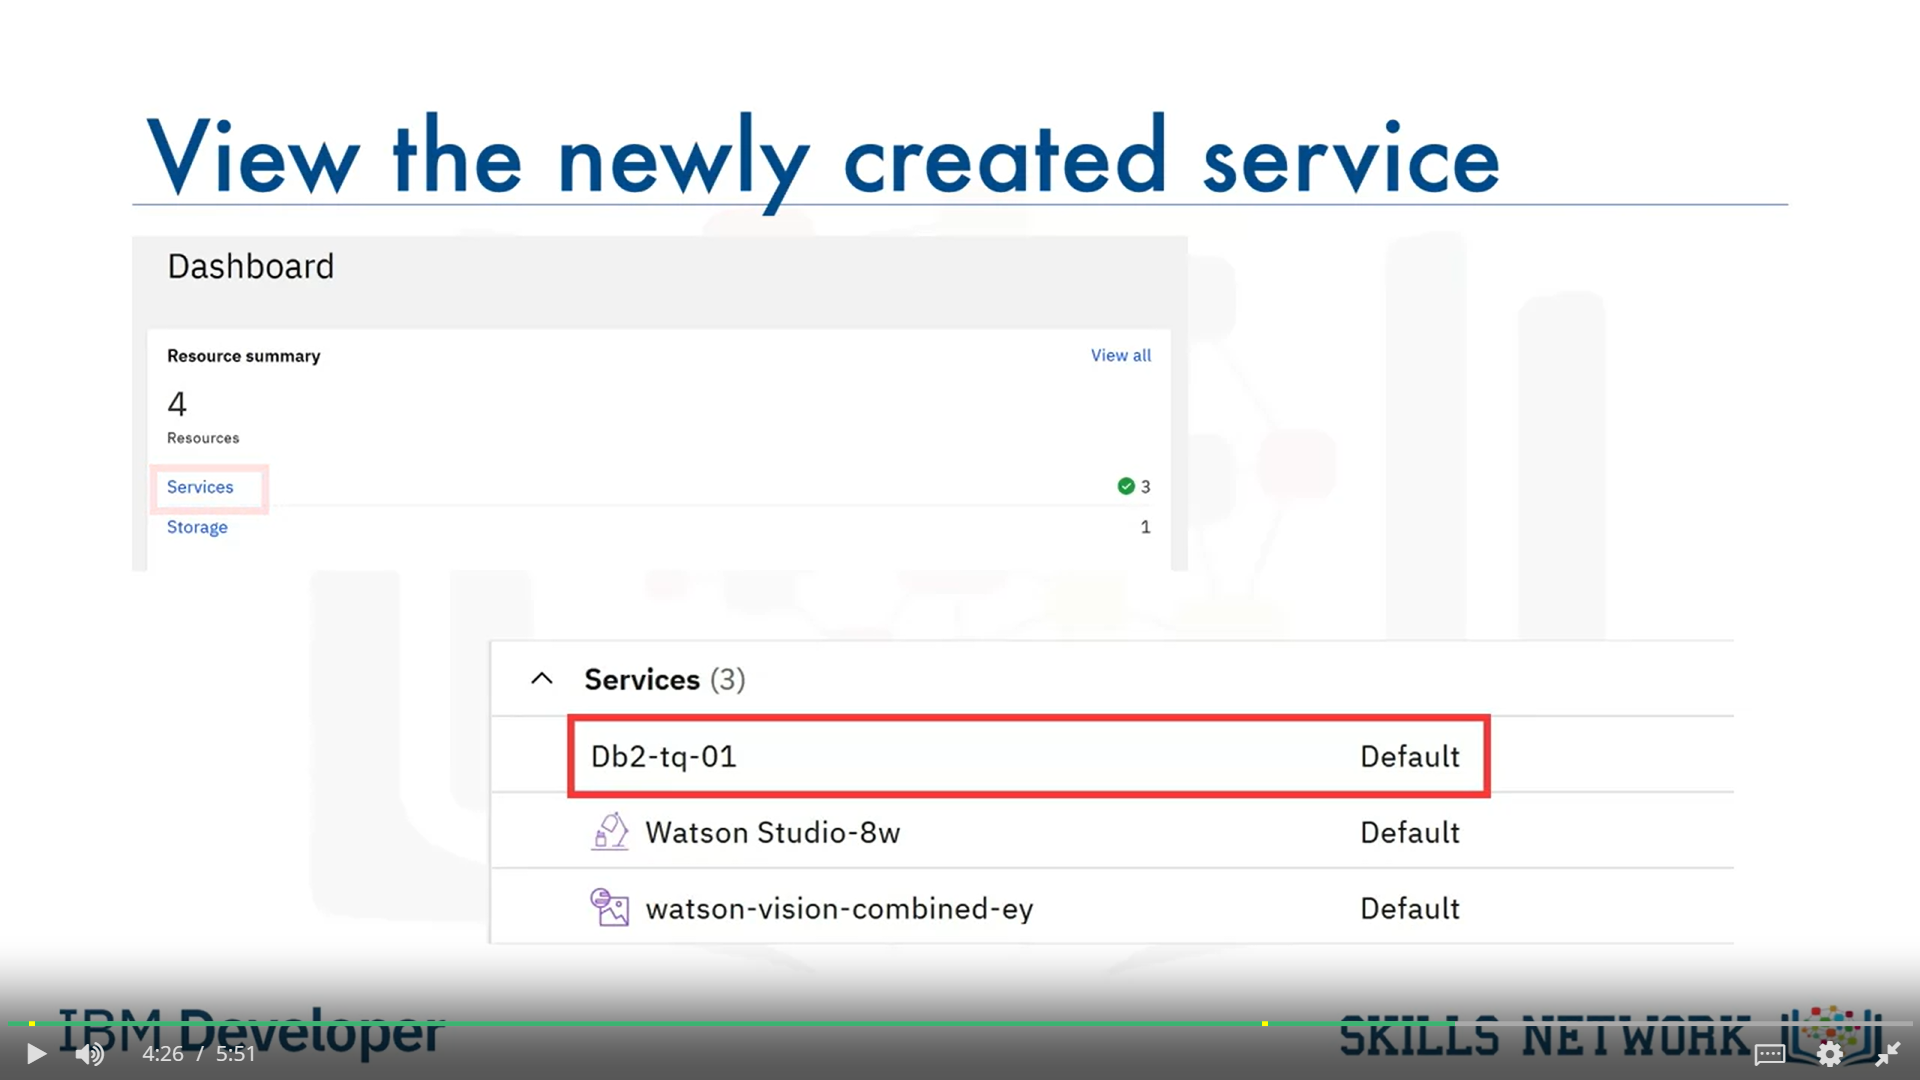 View the newly created service
Dashboard
Resource summary
View all
4
Resources
Services
3
Storage
1
Services (3)
Db2-tq-01 Default
Watson Studio-8w Default
watson-vision-combined-ey Default
IBM Developer
SKILLS NETWORK
4:26 / 5:51